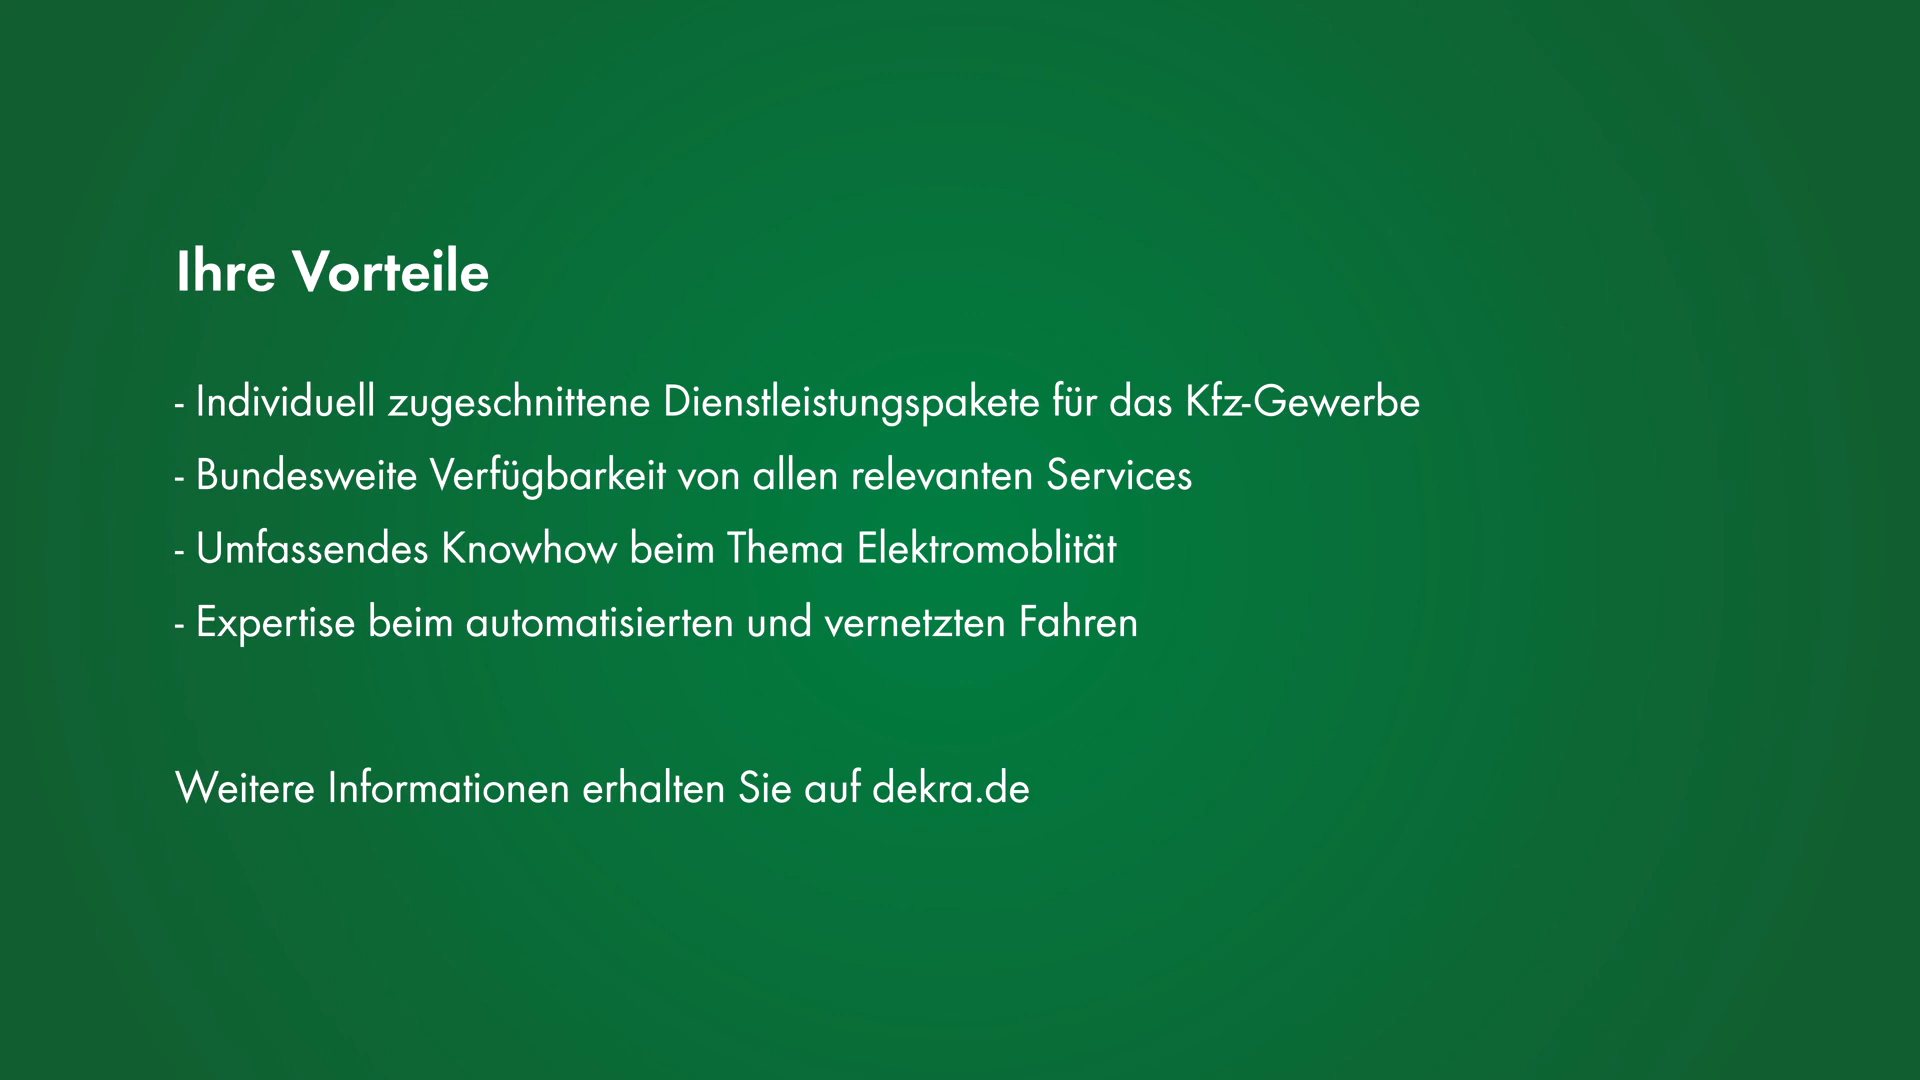 Ihre Vorteile
- Individuell zugeschnittene Dienstleistungspakete für das Kfz-Gewerbe
- Bundesweite Verfügbarkeit von allen relevanten Services
- Umfassendes Knowhow beim Thema Elektromoblität
- Expertise beim automatisierten und vernetzten Fahren
Weitere Informationen erhalten Sie auf dekra.de